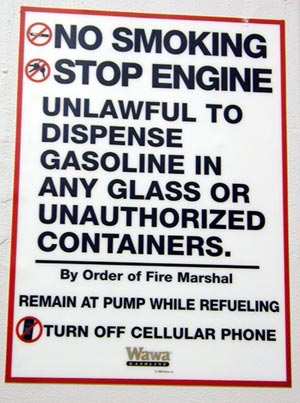 NO SMOKING
STOP ENGINE
UNLAWFUL TO
DISPENSE
GASOLINE IN
ANY GLASS OR
UNAUTHORIZED
CONTAINERS.
By Order of Fire Marshal
REMAIN AT PUMP WHILE REFUELING
TURN OFF CELLULAR PHONE
Wawa
GASOLINE